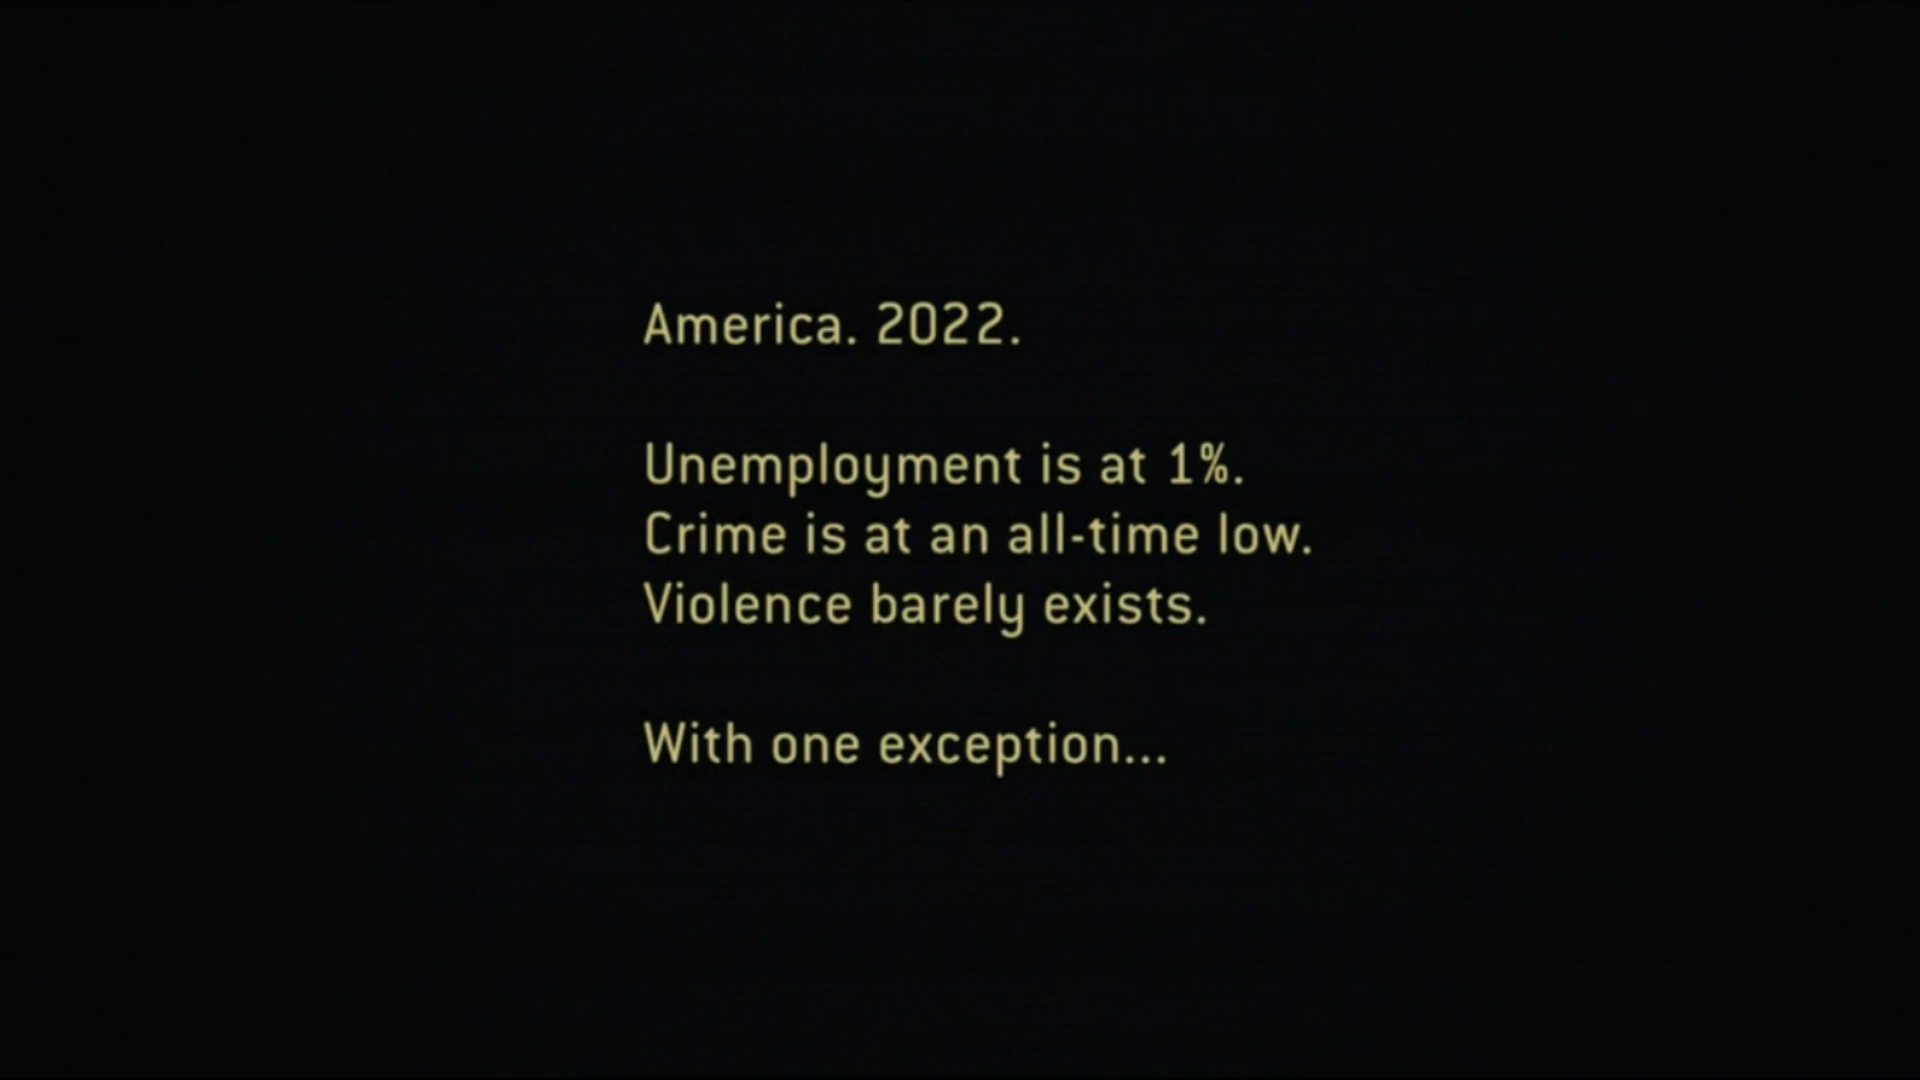 America. 2022.
Unemployment is at 1%.
Crime is at an all-time low.
Violence barely exists.
With one exception...